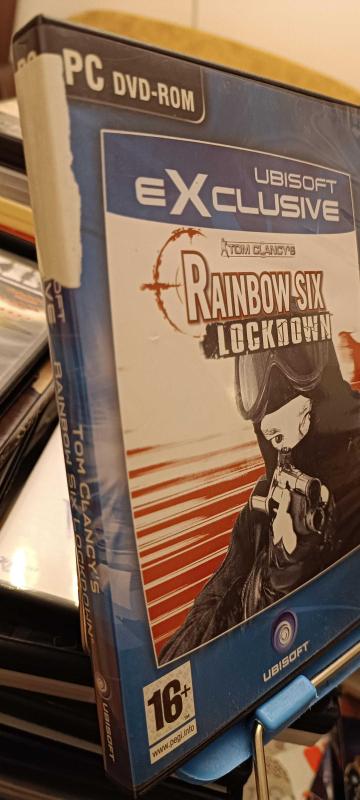 PC DVD-ROM
UBISOFT
eXclusive
TOM CLANCY'S
RAINBOW SIX
LOCKDOWN
UBISOFT
16+
www.pegi.info
TOM CLANCY'S
RAINBOW SIX LOCKDOWN
UBISOFT